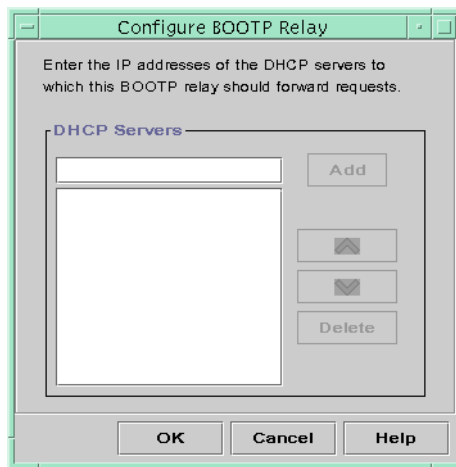 Configure BOOTP Relay
Enter the IP addresses of the DHCP servers to
which this BOOTP relay should forward requests.
DHCP Servers
Add
Delete
OK
Cancel
Help